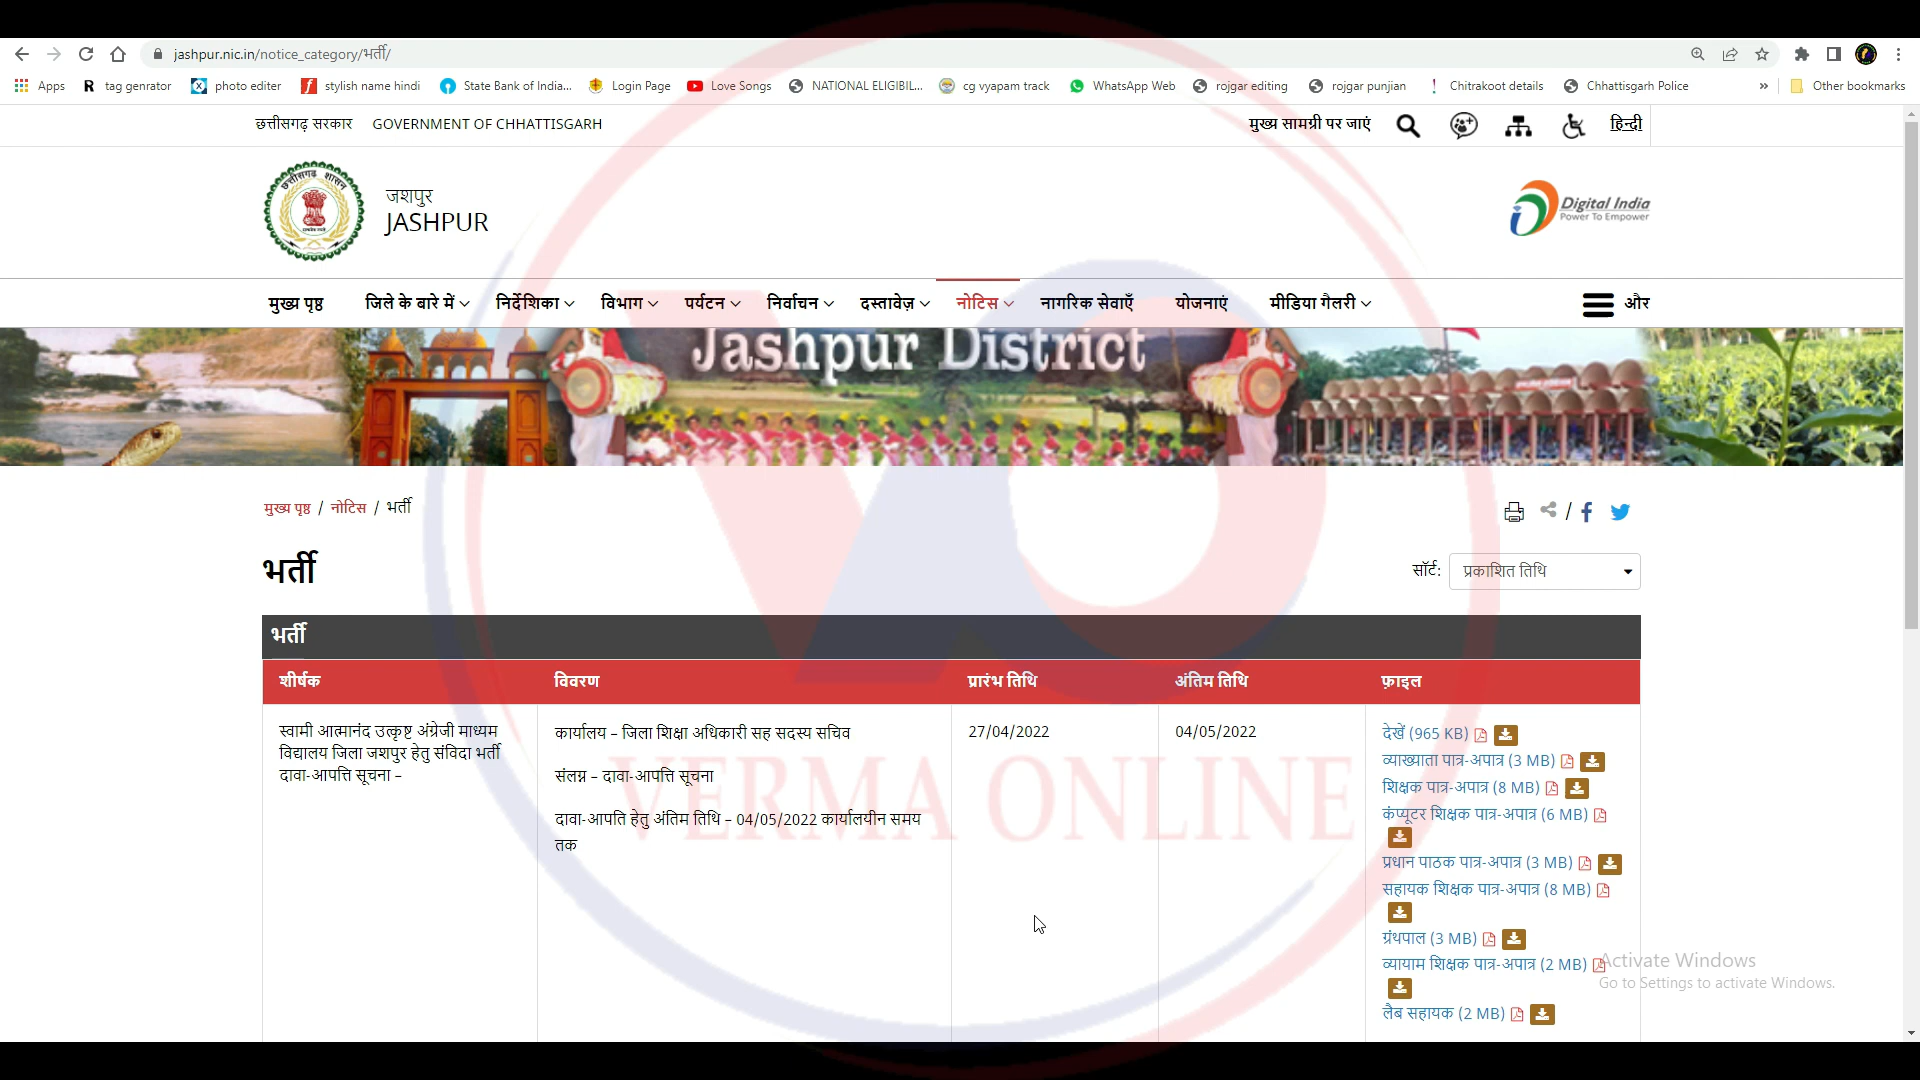 jashpur.nic.in/notice_category/भर्ती/
Apps R tag genrator photo editer stylish name hindi State Bank of India... Login Page Love Songs NATIONAL ELIGIBIL... cg vyapam track WhatsApp Web rojgar editing rojgar punjian Chitrakoot details Chhattisgarh Police » Other bookmarks
छत्तीसगढ़ सरकार GOVERNMENT OF CHHATTISGARH मुख्य सामग्री पर जाएं हिन्दी
छत्तीसगढ़ शासन
जशपुर
JASHPUR
Digital India
Power To Empower
मुख्य पृष्ठ जिले के बारे में निर्देशिका विभाग पर्यटन निर्वाचन दस्तावेज़ नोटिस नागरिक सेवाएँ योजनाएं मीडिया गैलरी और
Jashpur District
मुख्य पृष्ठ / नोटिस / भर्ती
भर्ती
सॉर्ट: प्रकाशित तिथि
भर्ती
शीर्षक विवरण प्रारंभ तिथि अंतिम तिथि फ़ाइल
स्वामी आत्मानंद उत्कृष्ट अंग्रेजी माध्यम
विद्यालय जिला जशपुर हेतु संविदा भर्ती
दावा-आपत्ति सूचना –
कार्यालय – जिला शिक्षा अधिकारी सह सदस्य सचिव
संलग्न – दावा-आपत्ति सूचना
दावा-आपति हेतु अंतिम तिथि – 04/05/2022 कार्यालयीन समय
तक
27/04/2022
04/05/2022
देखें (965 KB)
व्याख्याता पात्र-अपात्र (3 MB)
शिक्षक पात्र-अपात्र (8 MB)
कंप्यूटर शिक्षक पात्र-अपात्र (6 MB)
प्रधान पाठक पात्र-अपात्र (3 MB)
सहायक शिक्षक पात्र-अपात्र (8 MB)
ग्रंथपाल (3 MB)
व्यायाम शिक्षक पात्र-अपात्र (2 MB)
लैब सहायक (2 MB)
VERMA ONLINE
Activate Windows
Go to Settings to activate Windows.